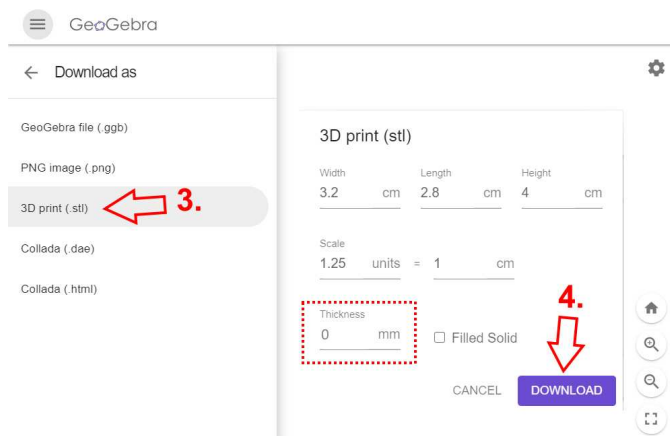 GeoGebra
Download as
GeoGebra file (.ggb)
PNG image (.png)
3D print (.stl)
3.
Collada (.dae)
Collada (.html)
3D print (stl)
Width Length Height
3.2 cm 2.8 cm 4 cm
Scale
1.25 units = 1 cm
4.
Thickness
0 mm Filled Solid
CANCEL DOWNLOAD